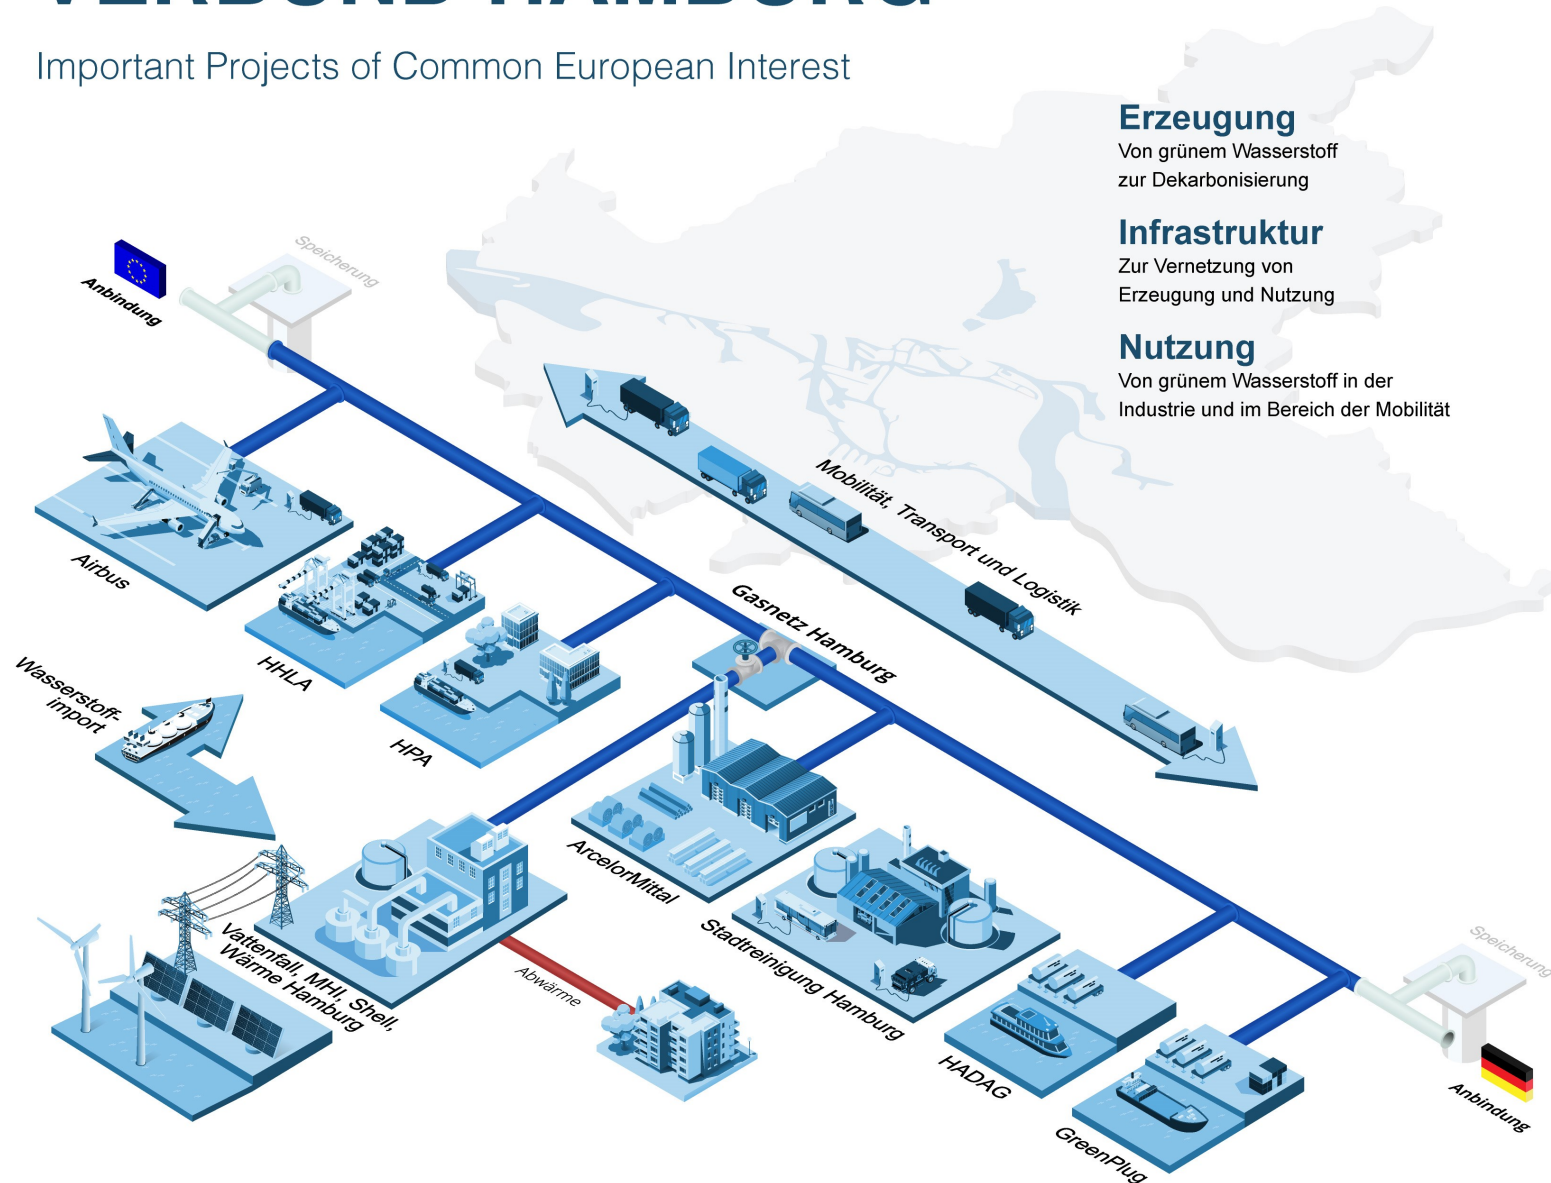 VERBUND HAMBURG
Important Projects of Common European Interest
Erzeugung
Von grünem Wasserstoff
zur Dekarbonisierung
Infrastruktur
Zur Vernetzung von
Erzeugung und Nutzung
Nutzung
Von grünem Wasserstoff in der
Industrie und im Bereich der Mobilität
Speicherung
Anbindung
Mobilität, Transport und Logistik
Airbus
HHLA
Gasnetz Hamburg
HPA
Wasserstoff-
import
ArcelorMittal
Stadtreinigung Hamburg
Vattenfall, MHI, Shell,
Wärme Hamburg
Abwärme
HADAG
GreenPlug
Speicherung
Anbindung